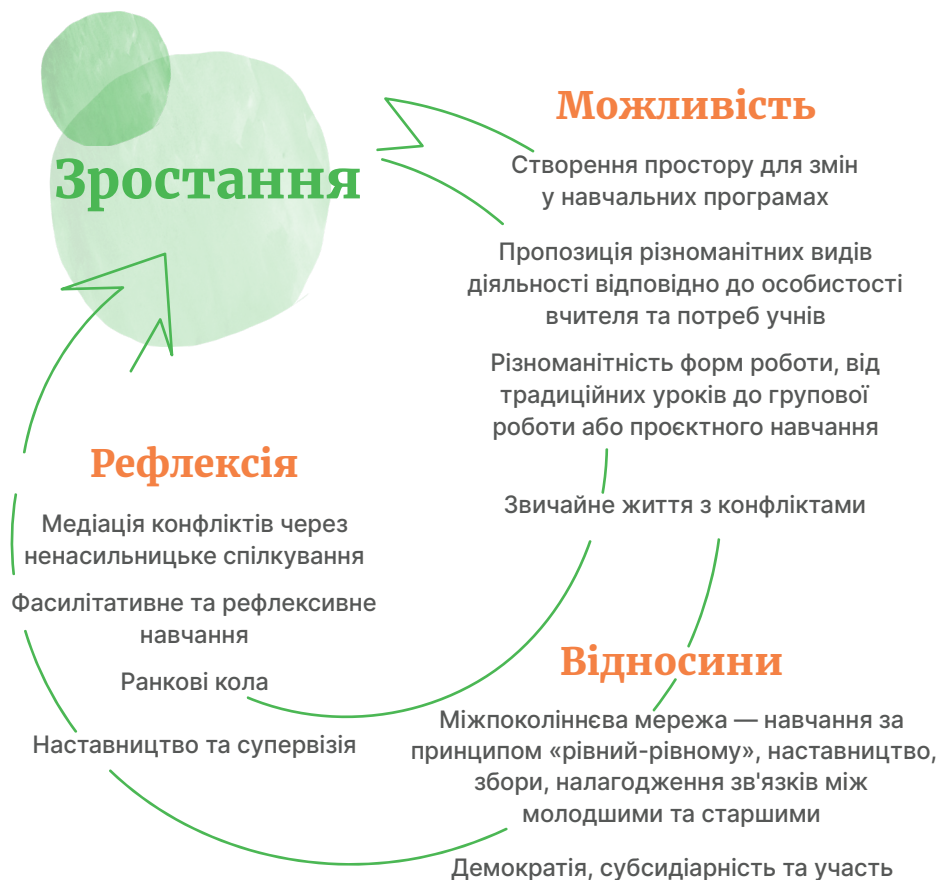 Зростання
Можливість
Створення простору для змін
у навчальних програмах
Пропозиція різноманітних видів
діяльності відповідно до особистості
вчителя та потреб учнів
Різноманітність форм роботи, від
традиційних уроків до групової
роботи або проєктного навчання
Звичайне життя з конфліктами
Відносини
Міжпоколіннєва мережа — навчання за
принципом «рівний-рівному», наставництво,
збори, налагодження зв'язків між
молодшими та старшими
Демократія, субсидіарність та участь
Рефлексія
Медіація конфліктів через
ненасильницьке спілкування
Фасилітативне та рефлексивне
навчання
Ранкові кола
Наставництво та супервізія